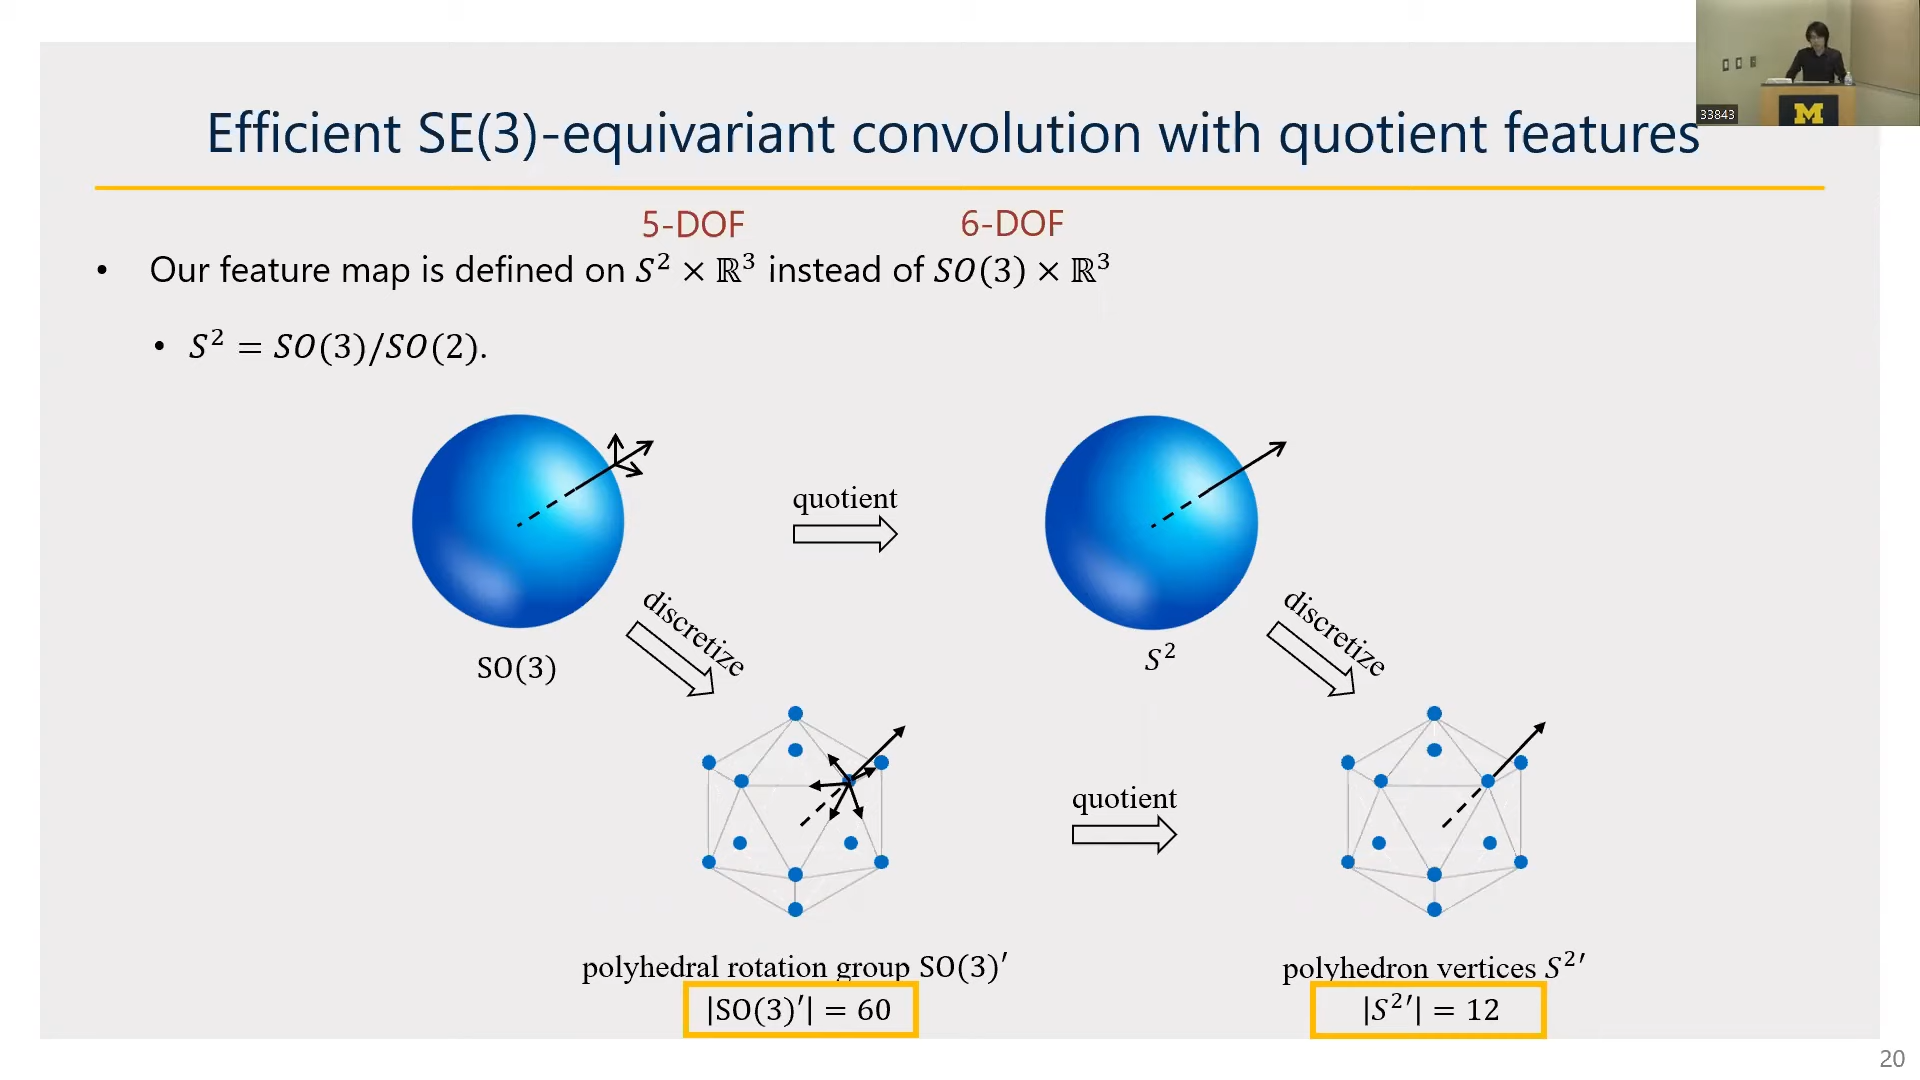 33843
M
Efficient SE(3)-equivariant convolution with quotient features
5-DOF 6-DOF
• Our feature map is defined on 𝑆² × ℝ³ instead of 𝑆𝑂(3) × ℝ³
• 𝑆² = 𝑆𝑂(3)/𝑆𝑂(2).
quotient
discretize
discretize
SO(3)
𝑆²
quotient
polyhedral rotation group SO(3)′
polyhedron vertices 𝑆²′
|SO(3)′| = 60
|𝑆²′| = 12
20